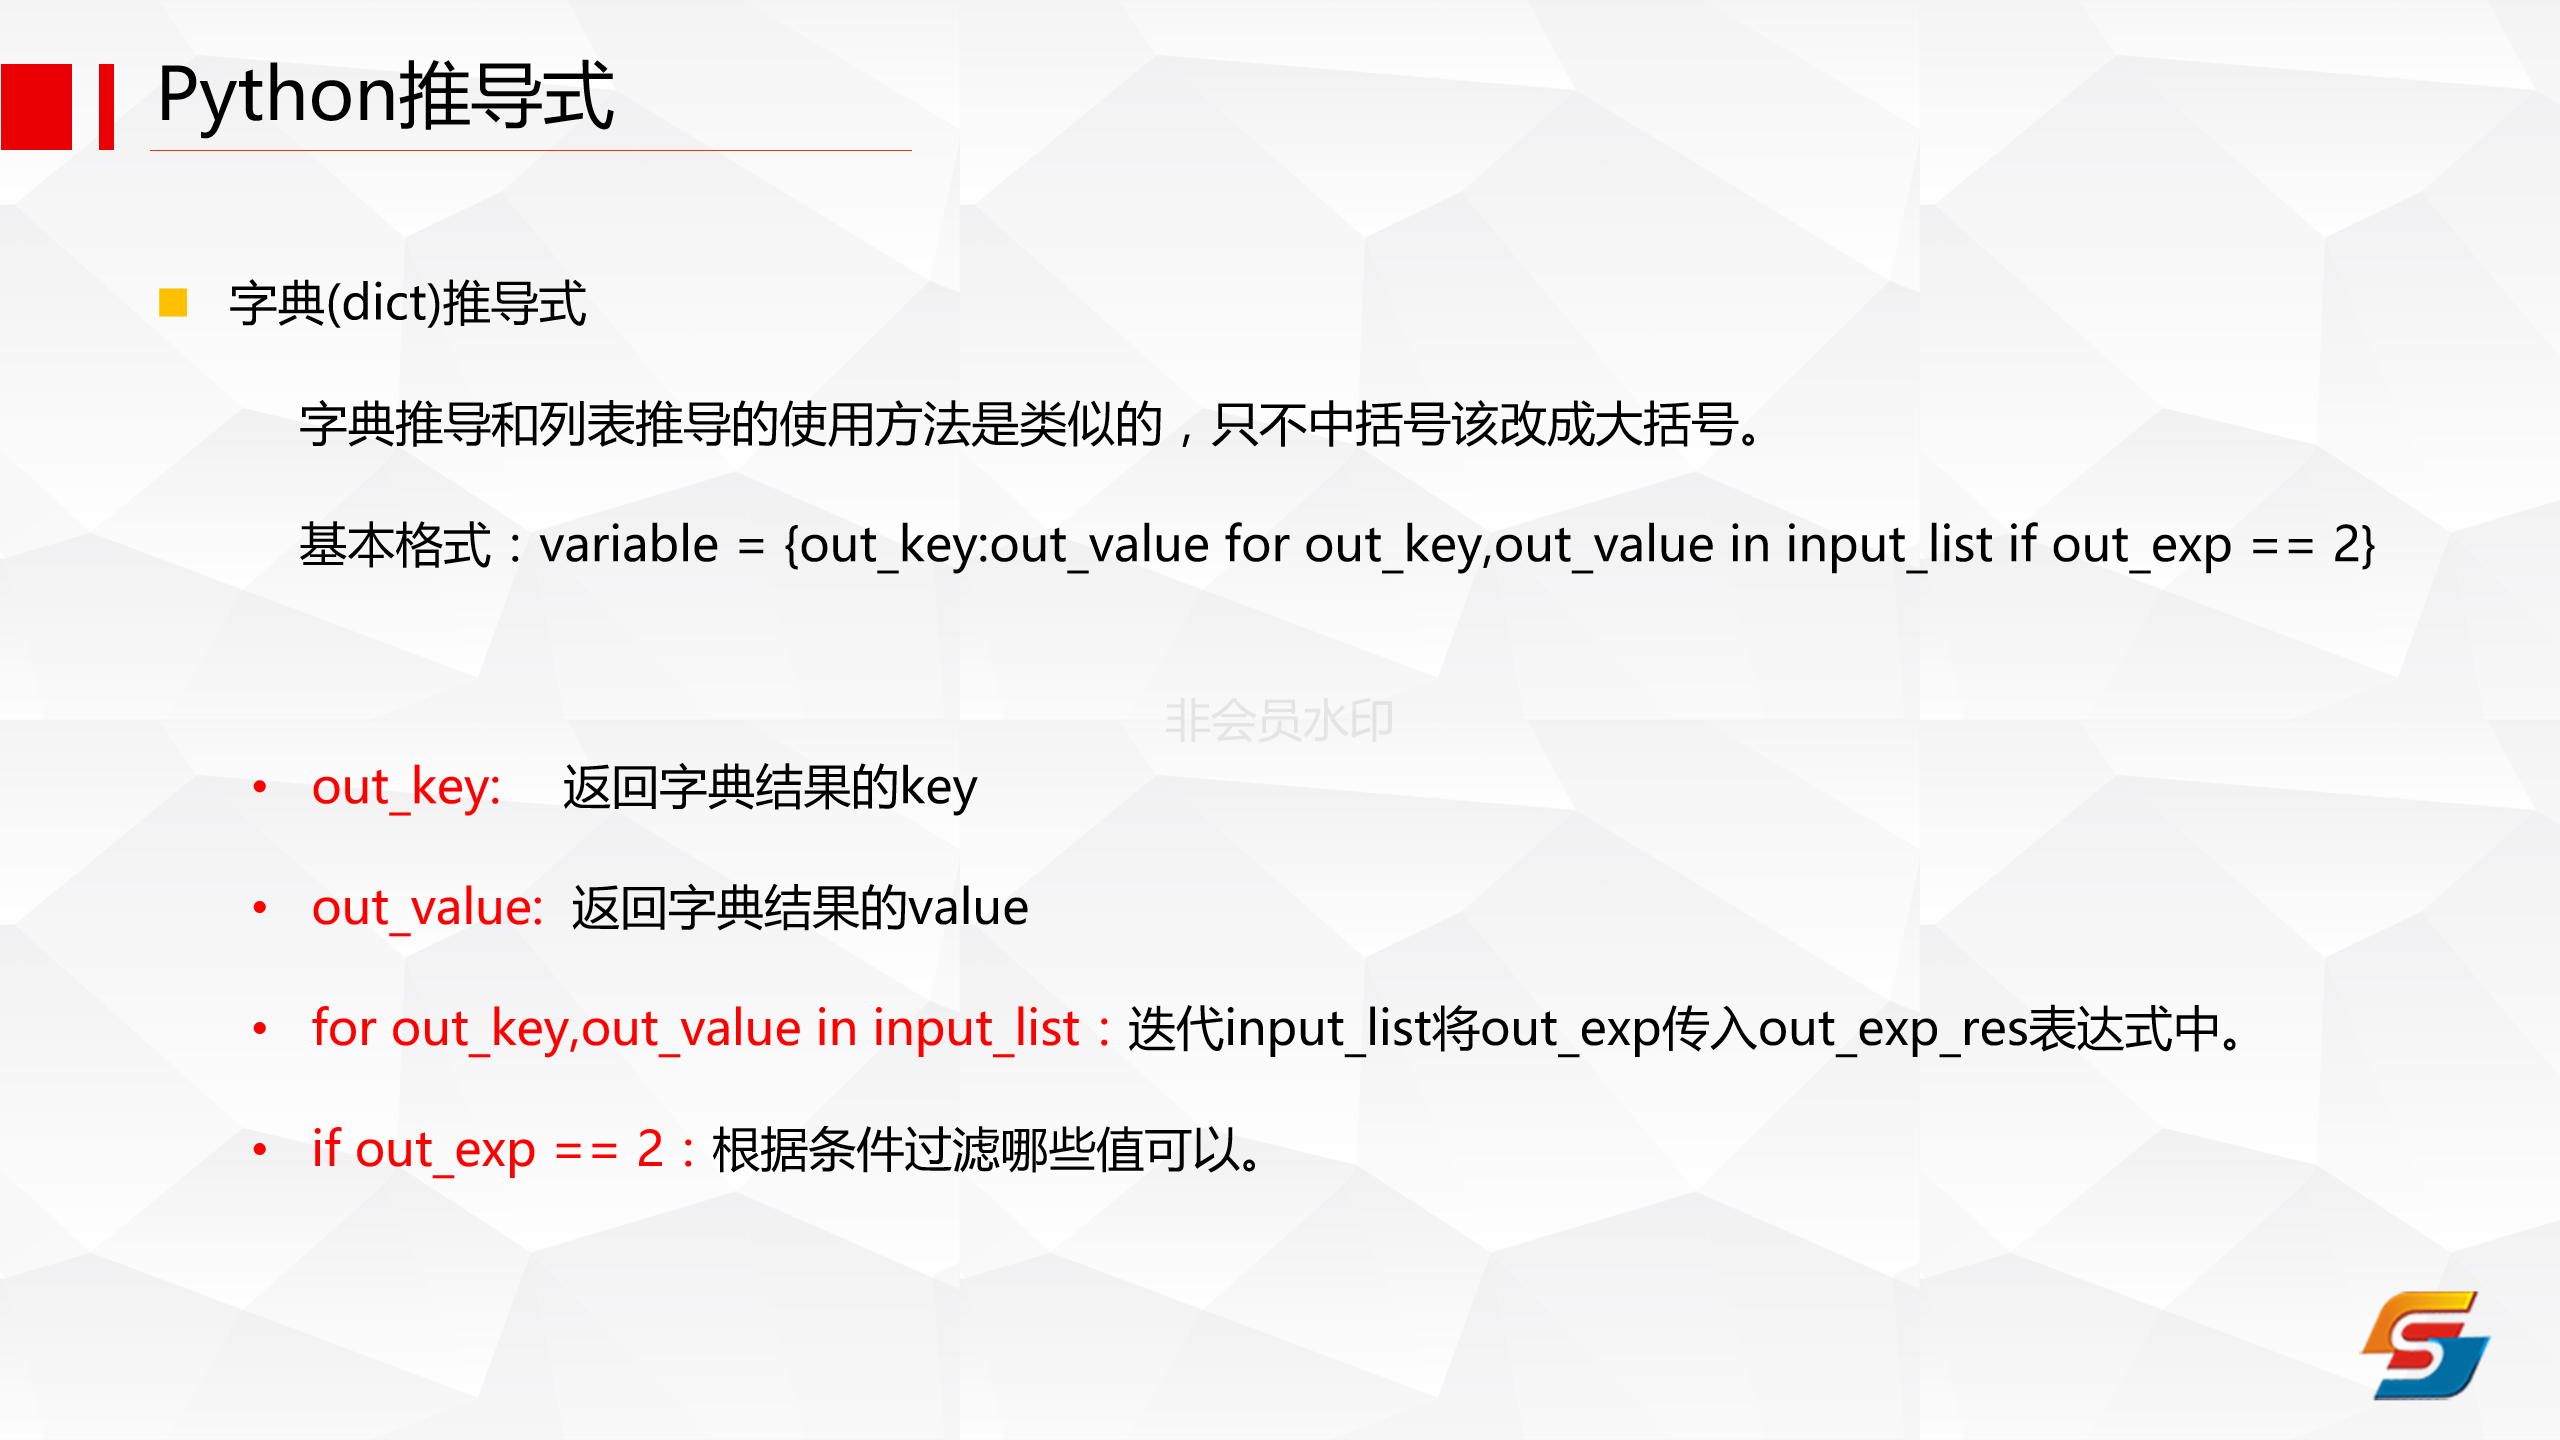 Python推导式
字典(dict)推导式
字典推导和列表推导的使用方法是类似的，只不中括号该改成大括号。
基本格式：variable = {out_key:out_value for out_key,out_value in input_list if out_exp == 2}
非会员水印
• out_key: 返回字典结果的key
• out_value: 返回字典结果的value
• for out_key,out_value in input_list：迭代input_list将out_exp传入out_exp_res表达式中。
• if out_exp == 2：根据条件过滤哪些值可以。